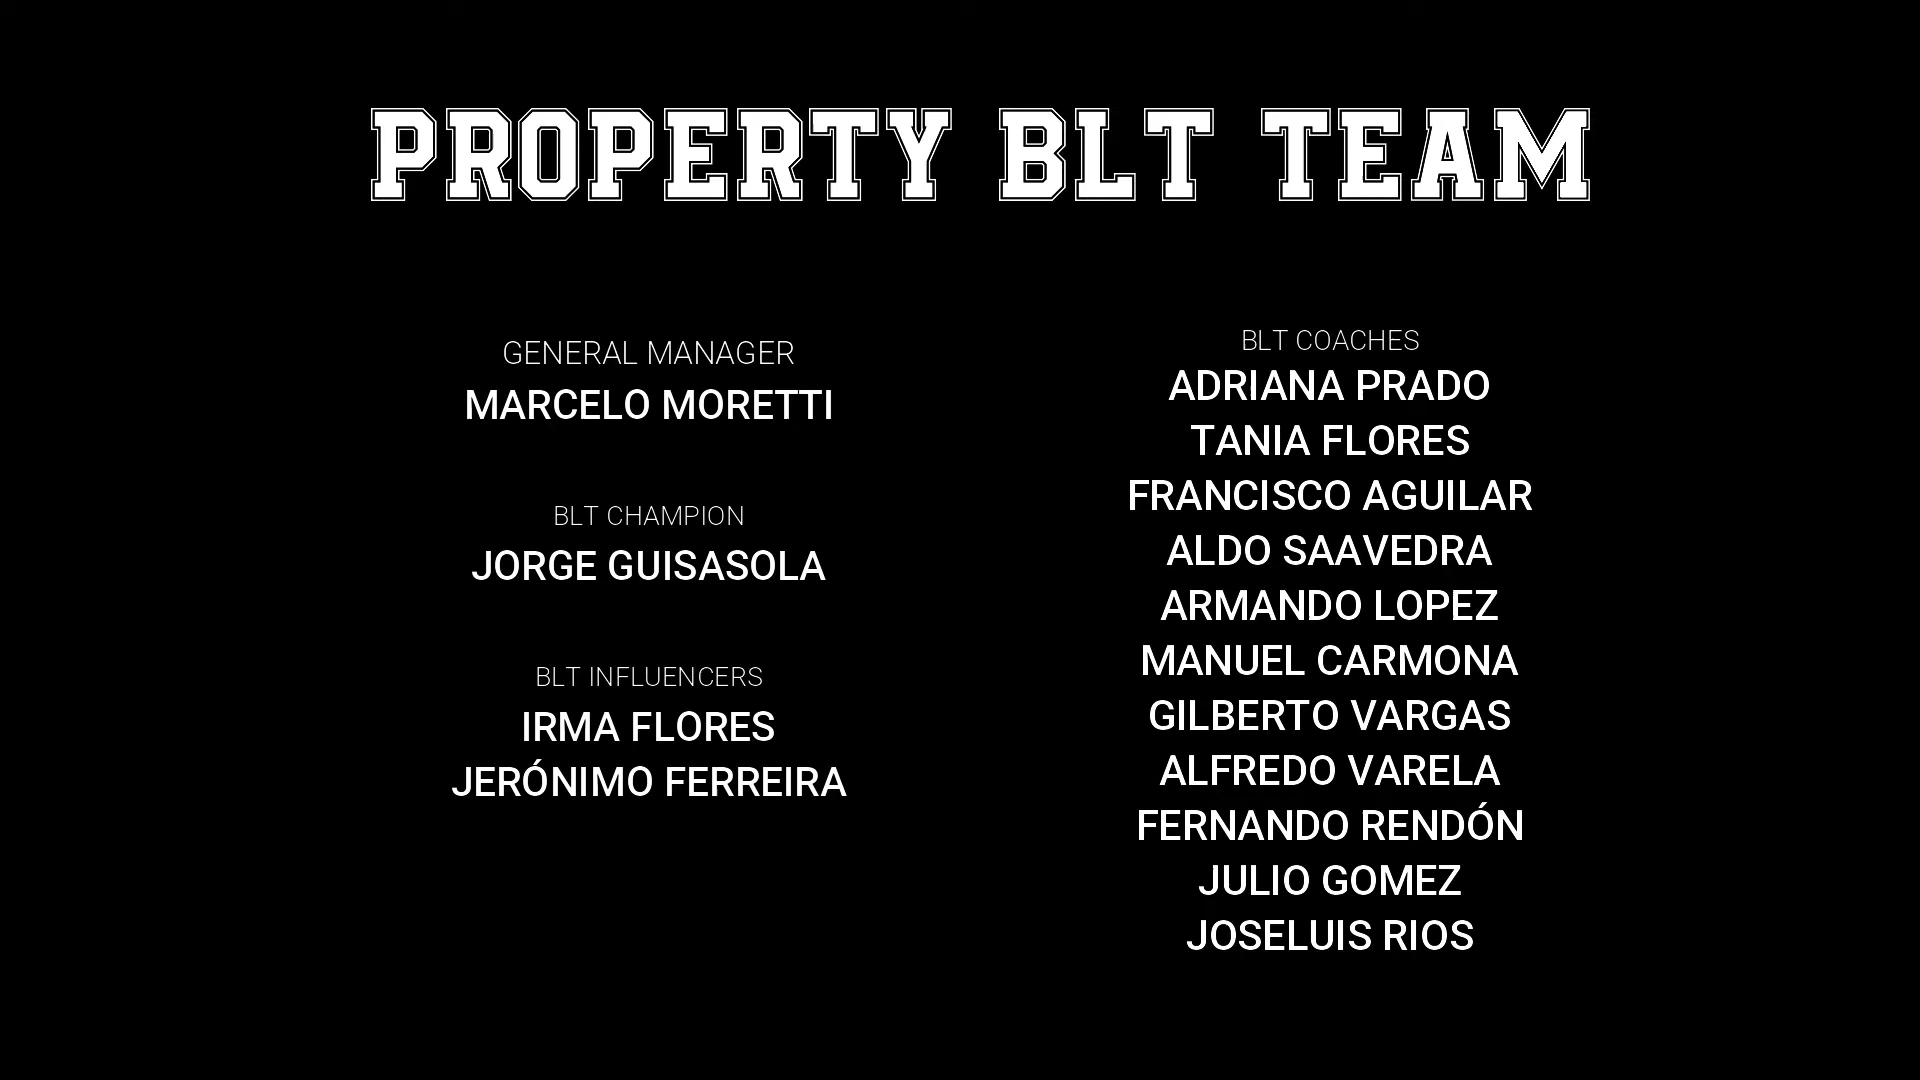 PROPERTY BLT TEAM
GENERAL MANAGER
MARCELO MORETTI
BLT CHAMPION
JORGE GUISASOLA
BLT INFLUENCERS
IRMA FLORES
JERÓNIMO FERREIRA
BLT COACHES
ADRIANA PRADO
TANIA FLORES
FRANCISCO AGUILAR
ALDO SAAVEDRA
ARMANDO LOPEZ
MANUEL CARMONA
GILBERTO VARGAS
ALFREDO VARELA
FERNANDO RENDÓN
JULIO GOMEZ
JOSELUIS RIOS